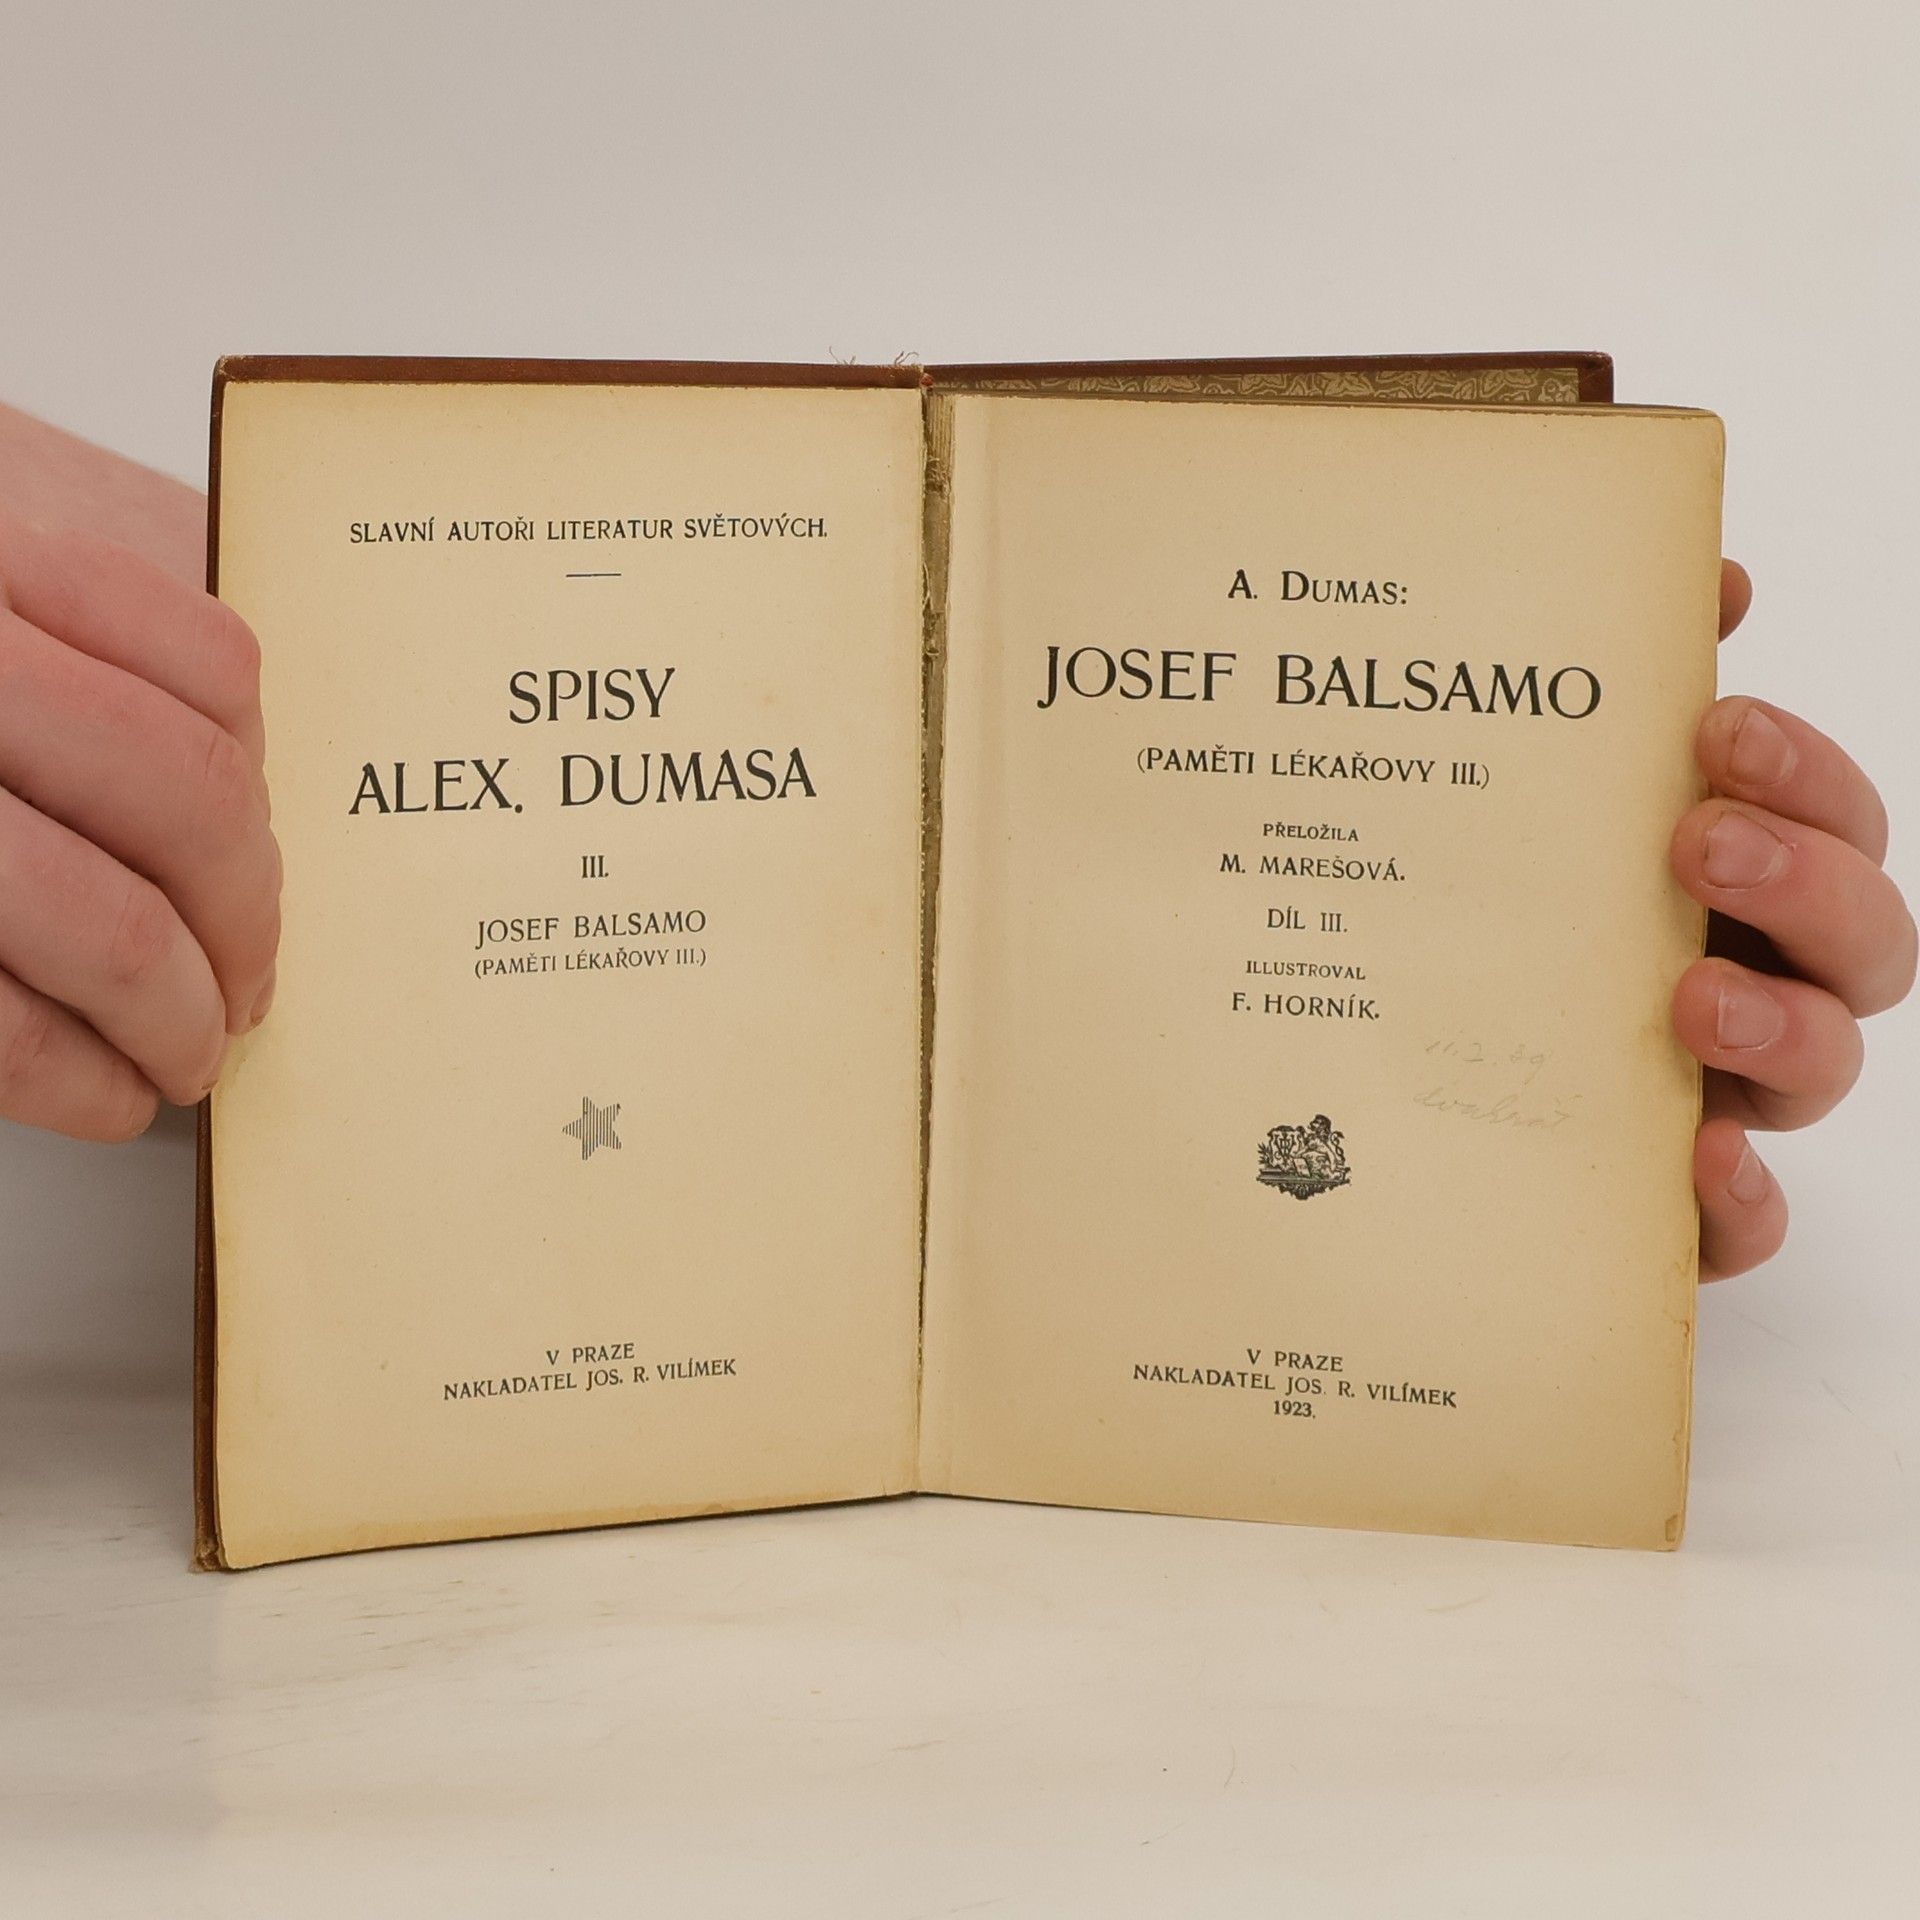 SLAVNÍ AUTOŘI LITERATUR SVĚTOVÝCH.
SPISY
ALEX. DUMASA
III.
JOSEF BALSAMO
(PAMĚTI LÉKAŘOVY III.)
V PRAZE
NAKLADATEL JOS. R. VILÍMEK
A. DUMAS:
JOSEF BALSAMO
(PAMĚTI LÉKAŘOVY III.)
PŘELOŽILA
M. MAREŠOVÁ.
DÍL III.
ILLUSTROVAL
F. HORNÍK.
V PRAZE
NAKLADATEL JOS. R. VILÍMEK
1923.